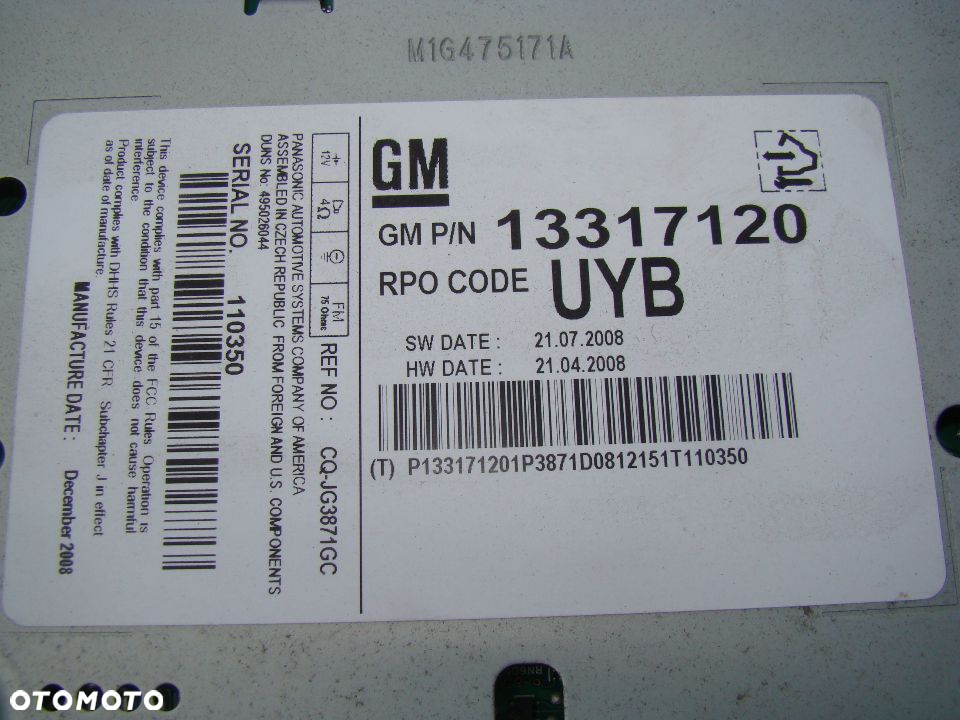 M1G475171A
GM
GM P/N 13317120
RPO CODE UYB
SW DATE : 21.07.2008
HW DATE : 21.04.2008
(T) P133171201P3871D0812151T110350
12V
4Ω
FM
75 Ohms
REF NO : CQ-JG3871GC
PANASONIC AUTOMOTIVE SYSTEMS COMPANY OF AMERICA
ASSEMBLED IN CZECH REPUBLIC FROM FOREIGN AND U.S. COMPONENTS
DUNS No: 495026044
SERIAL NO. 110350
This device complies with part 15 of the FCC Rules Operation is
subject to the condition that this device does not cause harmful
interference
Product complies with DHHS Rules 21 CFR Subchapter J in effect
as of date of manufacture
MANUFACTURE DATE : December 2008
OTOMOTO